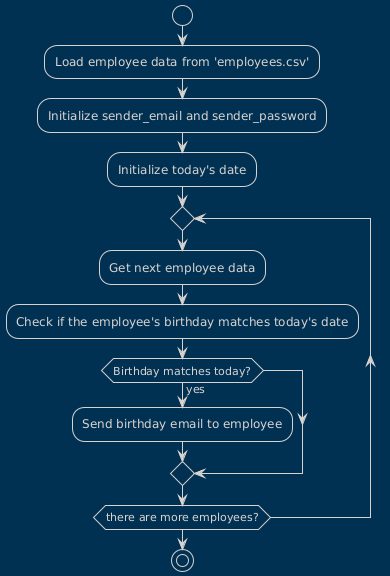 Load employee data from 'employees.csv'
Initialize sender_email and sender_password
Initialize today's date
Get next employee data
Check if the employee's birthday matches today's date
Birthday matches today?
yes
Send birthday email to employee
there are more employees?